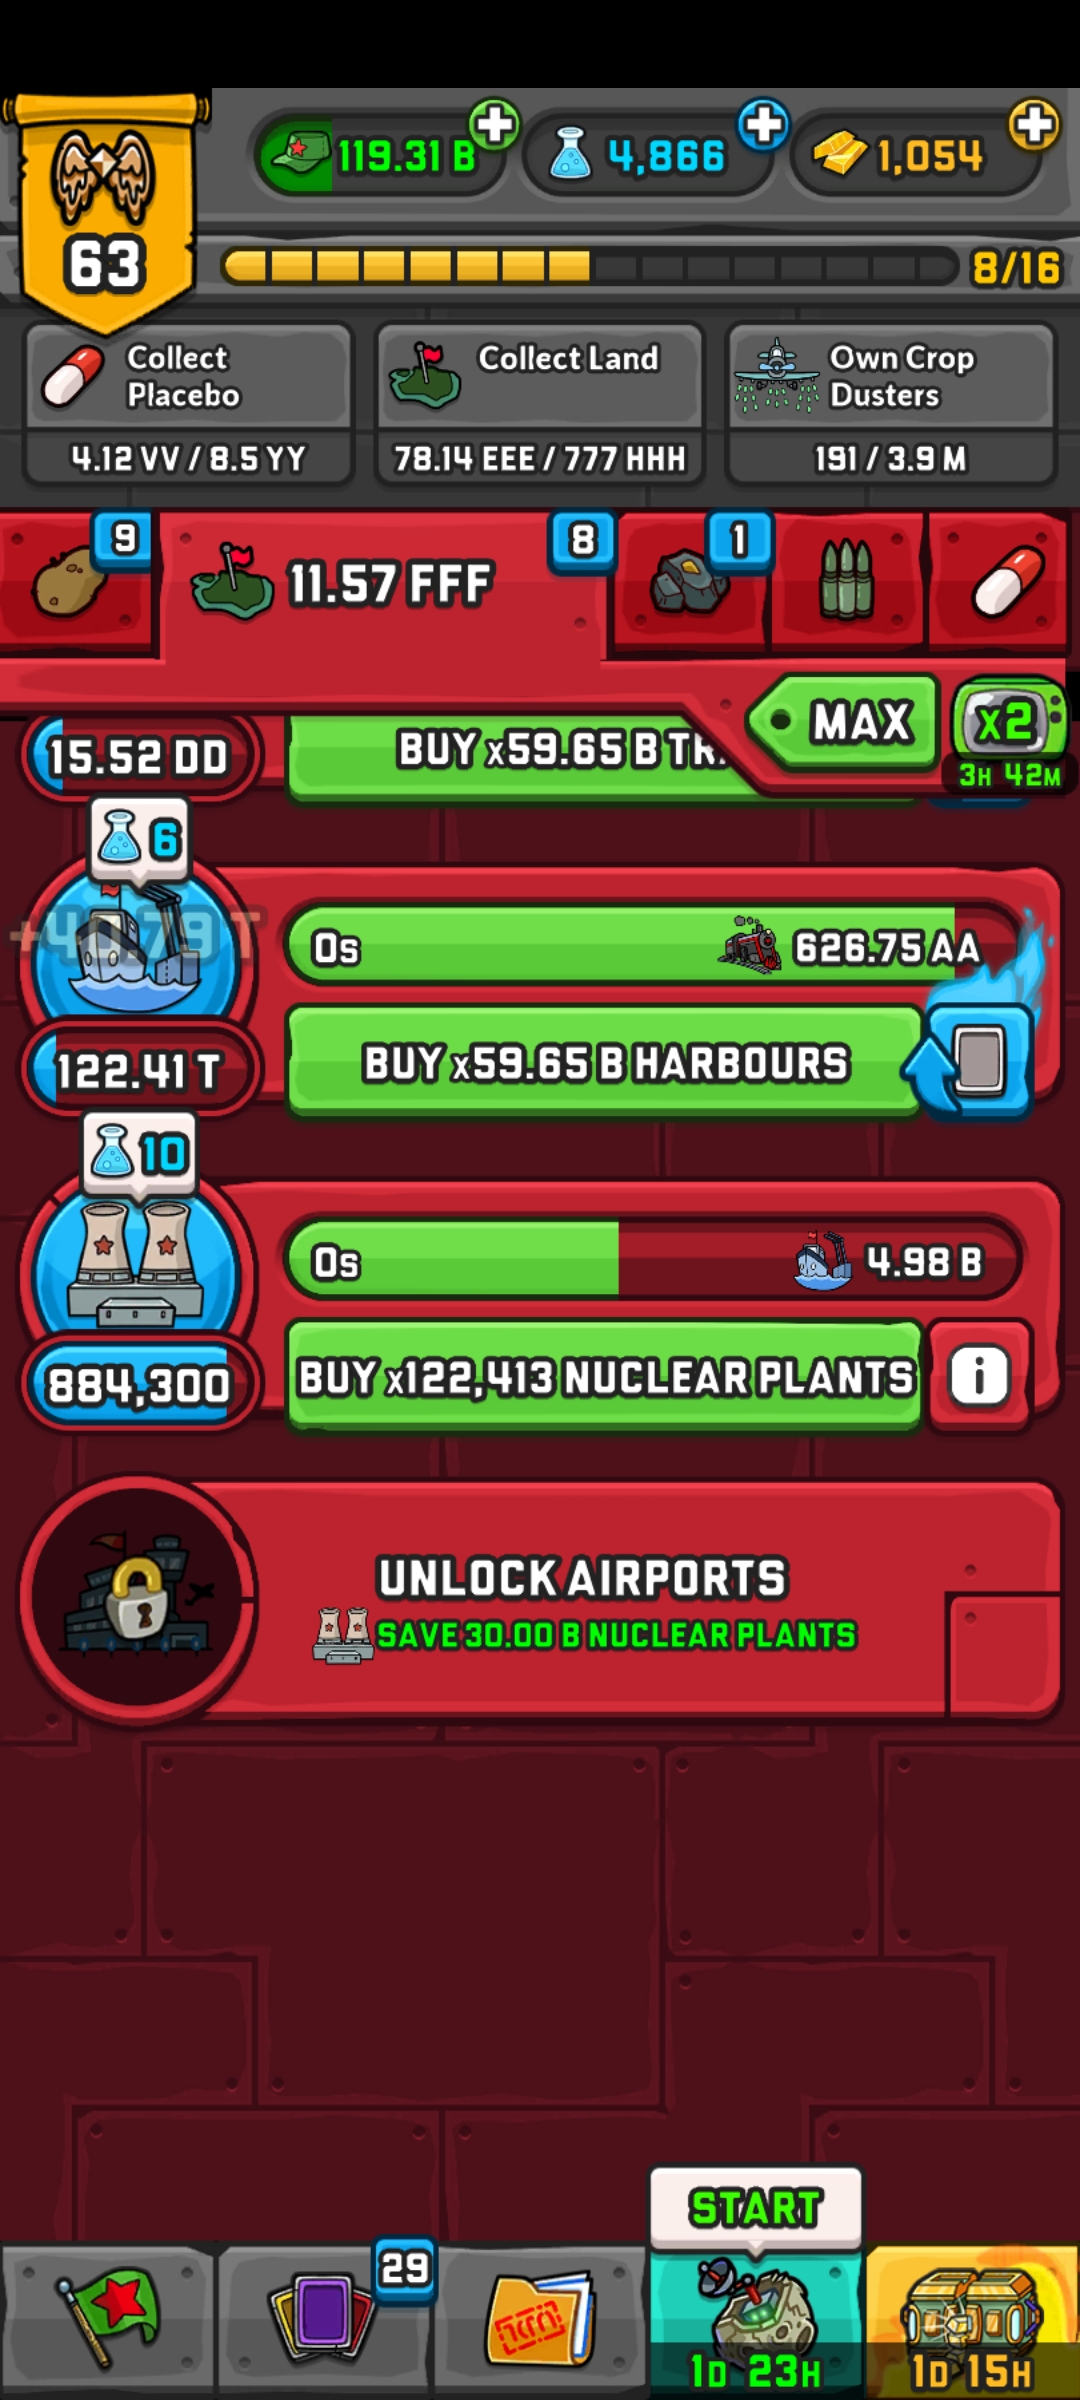 119.31 B
4,866
1,054
63
8/16
Collect
Placebo
4.12 VV / 8.5 YY
Collect Land
78.14 EEE / 777 HHH
Own Crop
Dusters
191 / 3.9 M
9
11.57 FFF
8
1
MAX
x2
3H 42M
15.52 DD
BUY x59.65 B
6
+40.79 T
0s
626.75 AA
122.41 T
BUY x59.65 B HARBOURS
10
0s
4.98 B
884,300
BUY x122,413 NUCLEAR PLANTS
i
UNLOCK AIRPORTS
SAVE 30.00 B NUCLEAR PLANTS
START
29
1D 23H
1D 15H